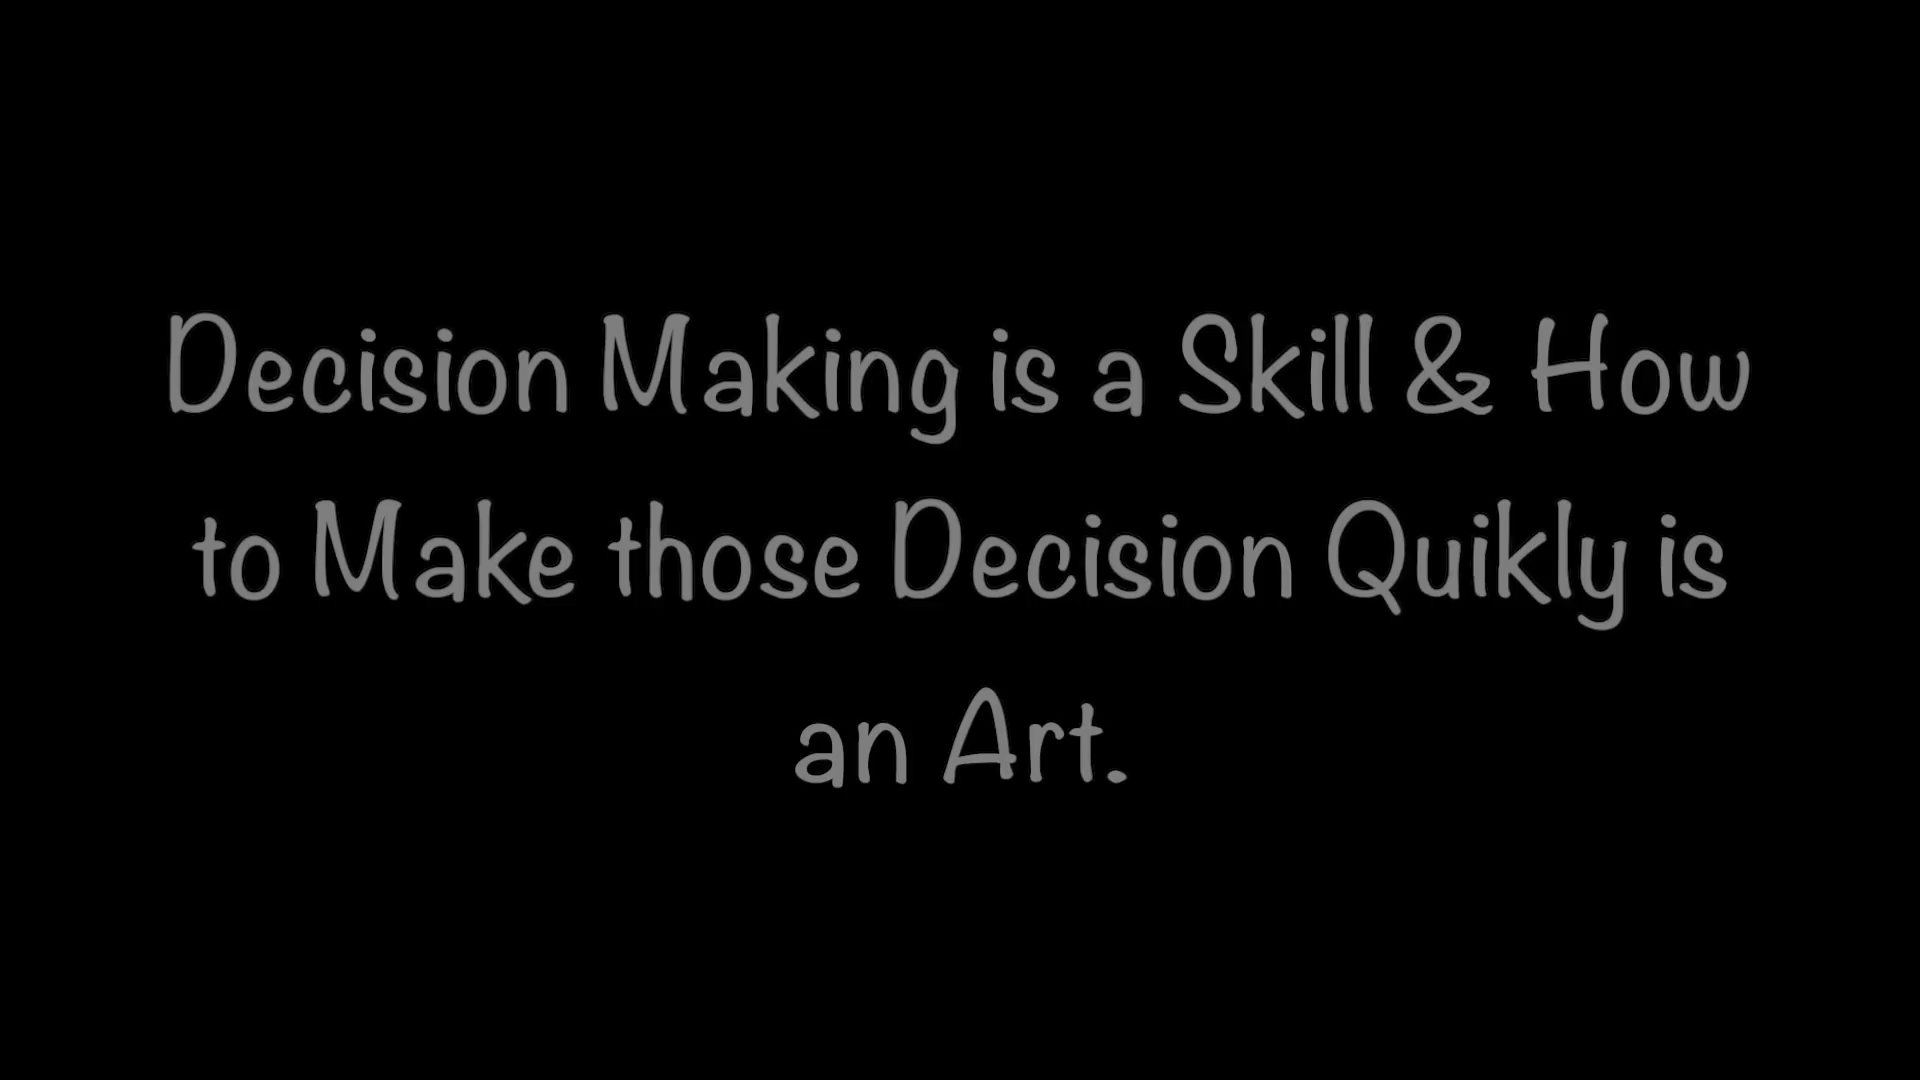 Decision Making is a Skill & How
to Make those Decision Quikly is
an Art.